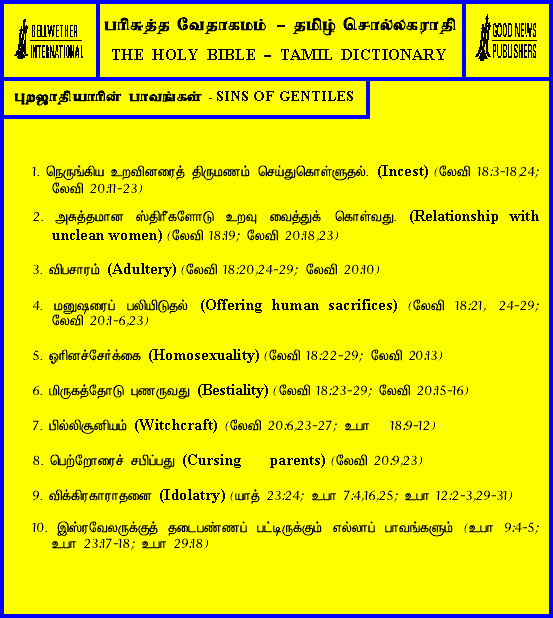 BELLWETHER
INTERNATIONAL
பரிசுத்த வேதாகமம் – தமிழ் சொல்லகராதி
THE HOLY BIBLE – TAMIL DICTIONARY
GOOD NEWS
PUBLISHERS
புறஜாதியாரின் பாவங்கள் - SINS OF GENTILES
1. நெருங்கிய உறவினரைத் திருமணம் செய்துகொள்ளுதல். (Incest) (லேவி 18:3-18,24;
லேவி 20:11-23)
2. அசுத்தமான ஸ்திரீகளோடு உறவு வைத்துக் கொள்வது. (Relationship with
unclean women) (லேவி 18:19; லேவி 20:18,23)
3. விபசாரம் (Adultery) (லேவி 18:20,24-29; லேவி 20:10)
4. மனுஷரைப் பலியிடுதல் (Offering human sacrifices) (லேவி 18:21, 24-29;
லேவி 20:1-6,23)
5. ஓரினச்சேர்க்கை (Homosexuality) (லேவி 18:22-29; லேவி 20:13)
6. மிருகத்தோடு புணருவது (Bestiality) (லேவி 18:23-29; லேவி 20:15-16)
7. பில்லிசூனியம் (Witchcraft) (லேவி 20:6,23-27; உபா 18:9-12)
8. பெற்றோரைச் சபிப்பது (Cursing parents) (லேவி 20:9,23)
9. விக்கிரகாராதனை (Idolatry) (யாத் 23:24; உபா 7:4,16,25; உபா 12:2-3,29-31)
10. இஸ்ரவேலருக்குத் தடைபண்ணப் பட்டிருக்கும் எல்லாப் பாவங்களும் (உபா 9:4-5;
உபா 23:17-18; உபா 29:18)